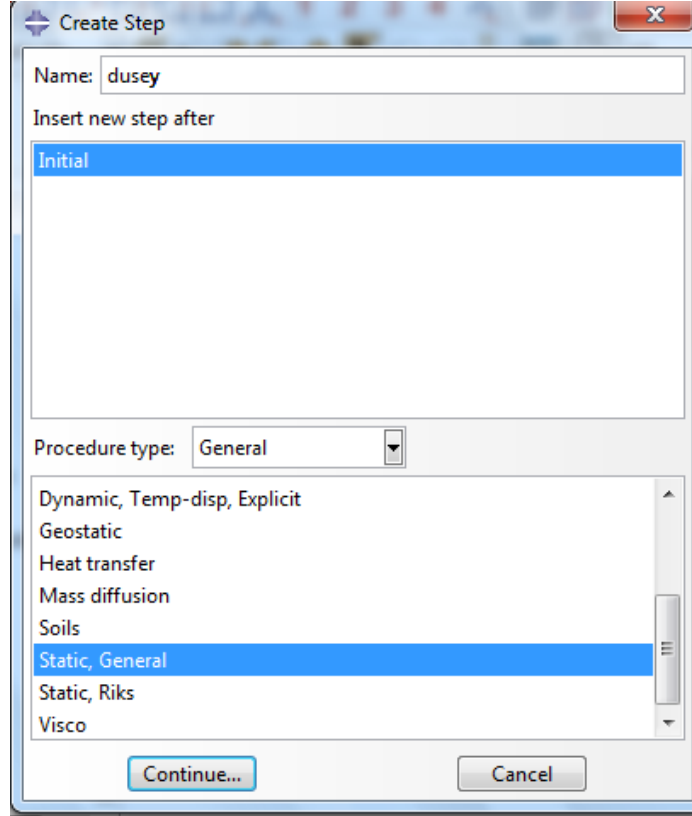 Create Step
x
Name: dusey
Insert new step after
Initial
Procedure type: General
Dynamic, Temp-disp, Explicit
Geostatic
Heat transfer
Mass diffusion
Soils
Static, General
Static, Riks
Visco
Continue... Cancel